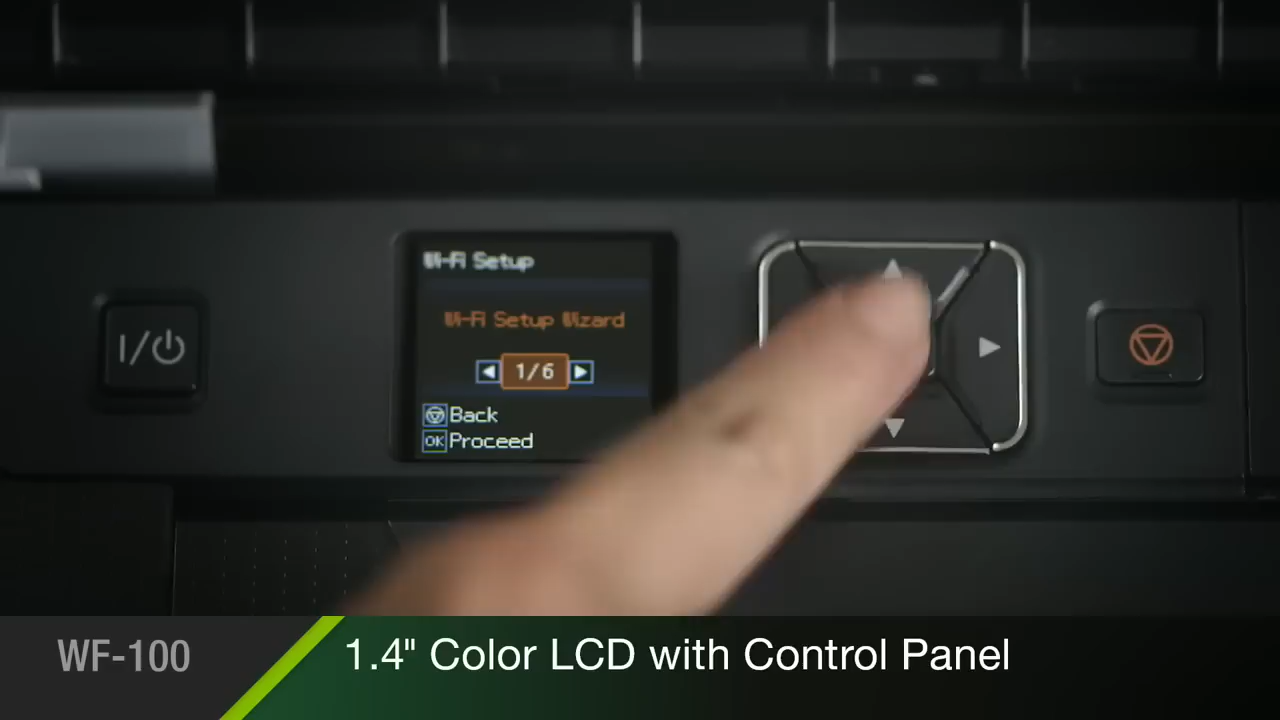 Wi-Fi Setup
Wi-Fi Setup Wizard
1/6
Back
OK Proceed
WF-100
1.4" Color LCD with Control Panel